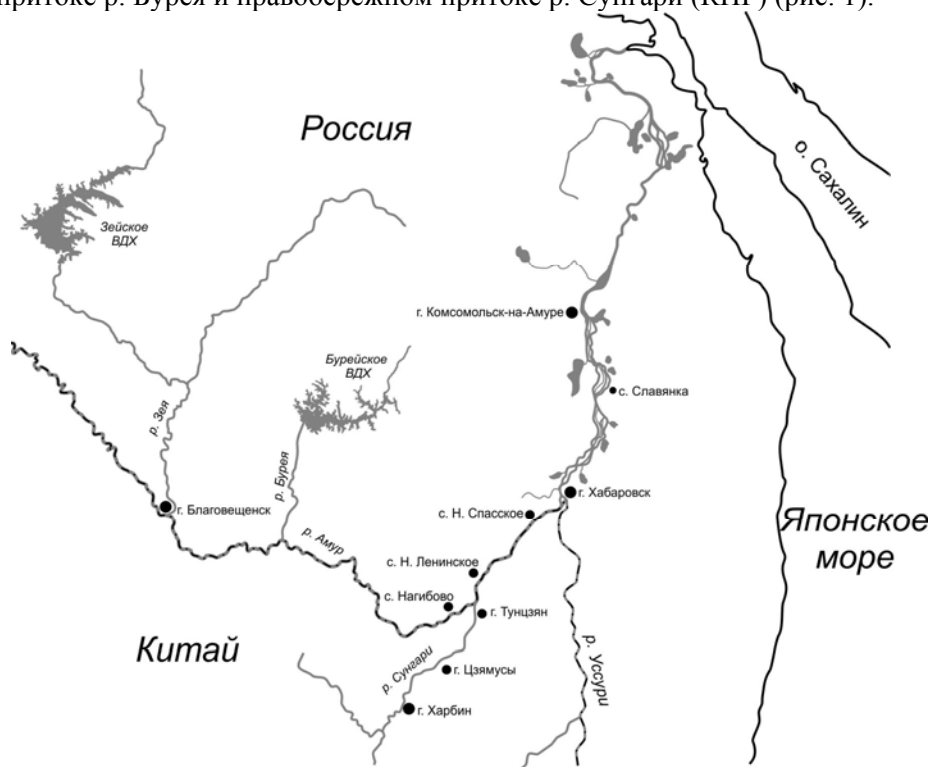 притоке р. Бурея и правобережном притоке р. Сунгари (КНР) (рис. 1).
Россия
о. Сахалин
Зейское
ВДХ
г. Комсомольск-на-Амуре
Бурейское
ВДХ
с. Славянка
р. Зея
р. Бурея
г. Хабаровск
г. Благовещенск
с. Н. Спасское
Японское
море
р. Амур
с. Н. Ленинское
с. Нагибово
г. Тунцзян
Китай
р. Сунгари
г. Цзямусы
р. Уссури
г. Харбин